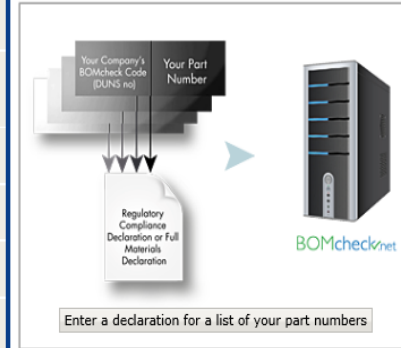 Your Company's
BOMcheck Code
(DUNS no)
Your Part
Number
Regulatory
Compliance
Declaration or Full
Materials
Declaration
BOMcheck.net
Enter a declaration for a list of your part numbers